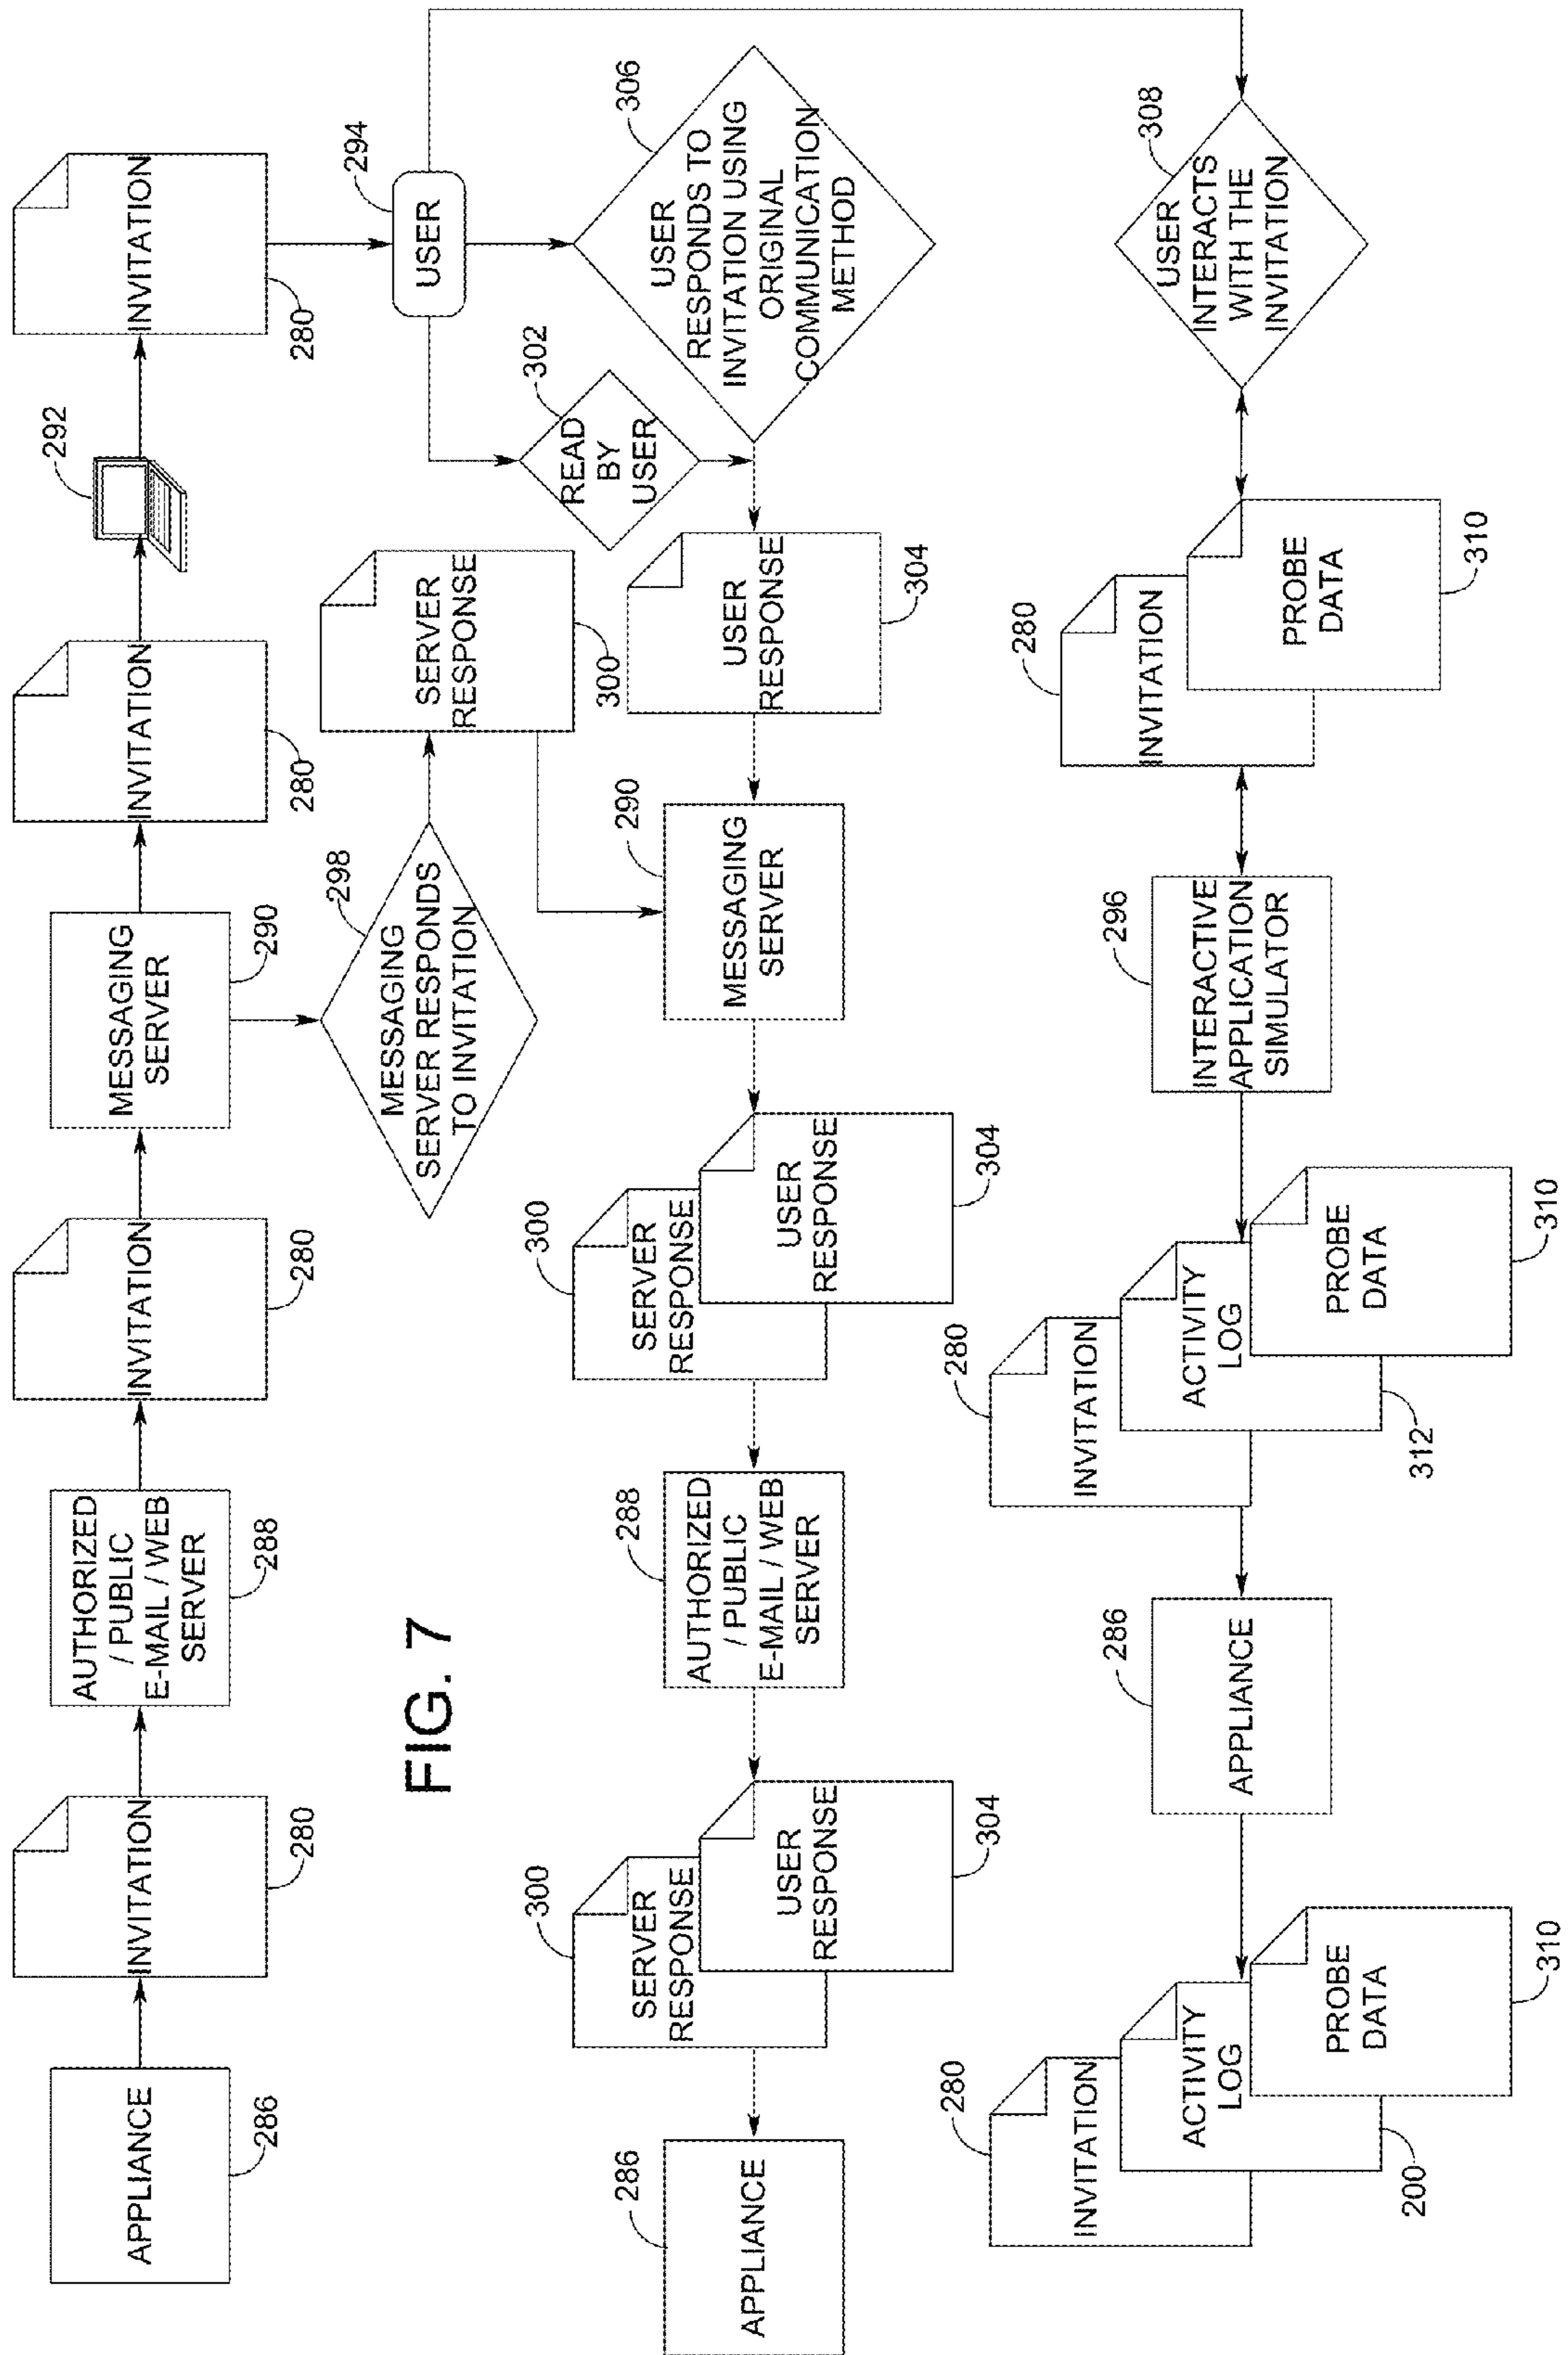 APPLIANCE
286
INVITATION
280
AUTHORIZED
/ PUBLIC
E-MAIL / WEB
SERVER
288
INVITATION
280
MESSAGING
SERVER
290
INVITATION
280
292
INVITATION
280
294
USER
298
MESSAGING
SERVER RESPONDS
TO INVITATION
SERVER
RESPONSE
300
302
READ
BY
USER
306
USER
RESPONDS TO
INVITATION USING
ORIGINAL
COMMUNICATION
METHOD
FIG. 7
286
APPLIANCE
300
SERVER
RESPONSE
USER
RESPONSE
304
288
AUTHORIZED
/ PUBLIC
E-MAIL / WEB
SERVER
300
SERVER
RESPONSE
USER
RESPONSE
304
290
MESSAGING
SERVER
USER
RESPONSE
304
280
INVITATION
ACTIVITY
LOG
200
PROBE
DATA
310
286
APPLIANCE
280
INVITATION
ACTIVITY
LOG
312
PROBE
DATA
310
296
INTERACTIVE
APPLICATION
SIMULATOR
280
INVITATION
PROBE
DATA
310
308
USER
INTERACTS
WITH THE
INVITATION